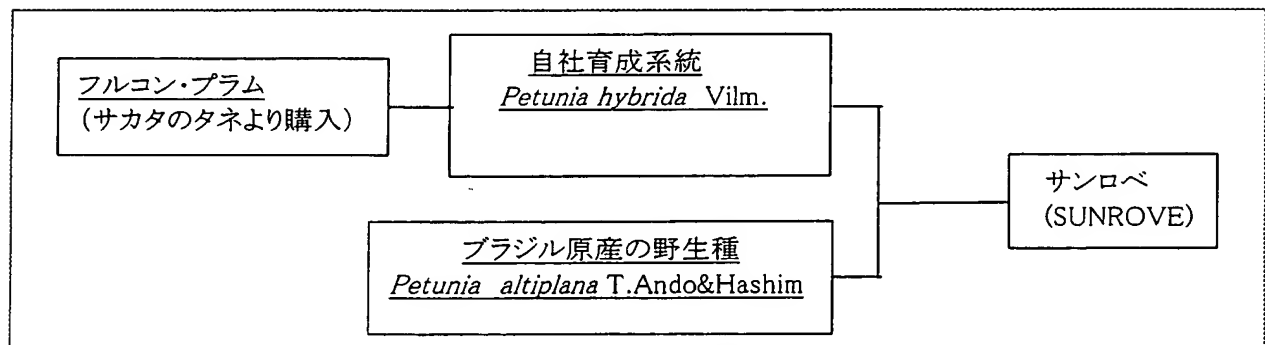 フルコン・プラム
(サカタのタネより購入)
自社育成系統
Petunia hybrida Vilm.
ブラジル原産の野生種
Petunia altiplana T.Ando&Hashim
サンロベ
(SUNROVE)